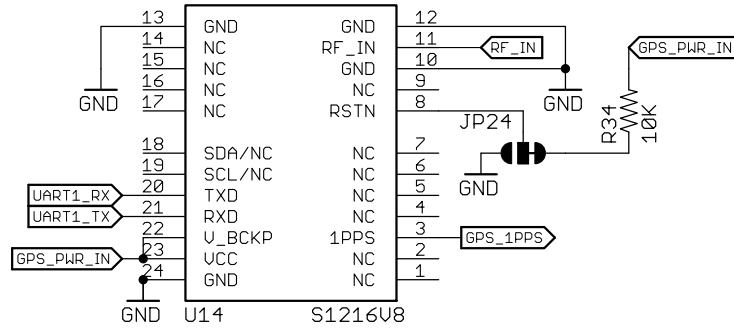 13 GND GND 12
14 NC RF_IN 11 RF_IN GPS_PWR_IN
15 NC GND 10
16 NC NC 9
GND 17 NC RSTN 8 GND
JP24 R34 10K
18 SDA/NC NC 7
19 SCL/NC NC 6
UART1_RX 20 TXD NC 5 GND
UART1_TX 21 RXD NC 4
22 V_BCKP 1PPS 3 GPS_1PPS
GPS_PWR_IN 23 VCC NC 2
24 GND NC 1
GND U14 S1216V8